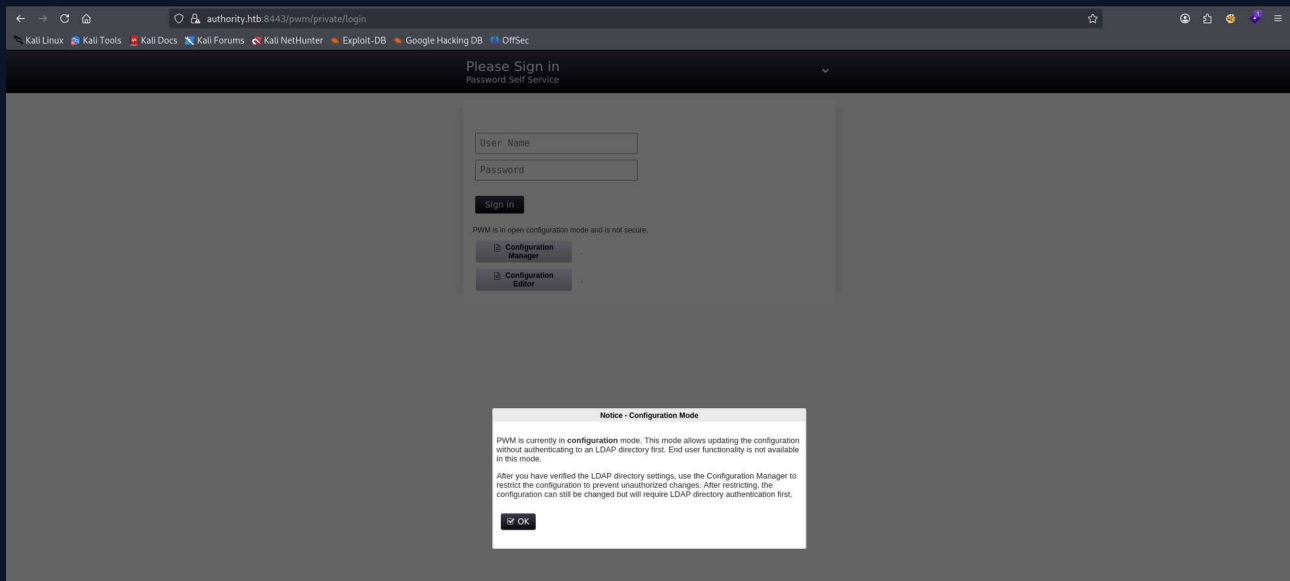 authority.htb:8443/pwm/private/login
Kali Linux Kali Tools Kali Docs Kali Forums Kali NetHunter Exploit-DB Google Hacking DB OffSec
Please Sign in
Password Self Service
User Name
Password
Sign in
PWM is in open configuration mode and is not secure.
Configuration
Manager
Configuration
Editor
Notice - Configuration Mode
PWM is currently in configuration mode. This mode allows updating the configuration
without authenticating to an LDAP directory first. End user functionality is not available
in this mode.
After you have verified the LDAP directory settings, use the Configuration Manager to
restrict the configuration to prevent unauthorized changes. After restricting, the
configuration can still be changed but will require LDAP directory authentication first.
OK